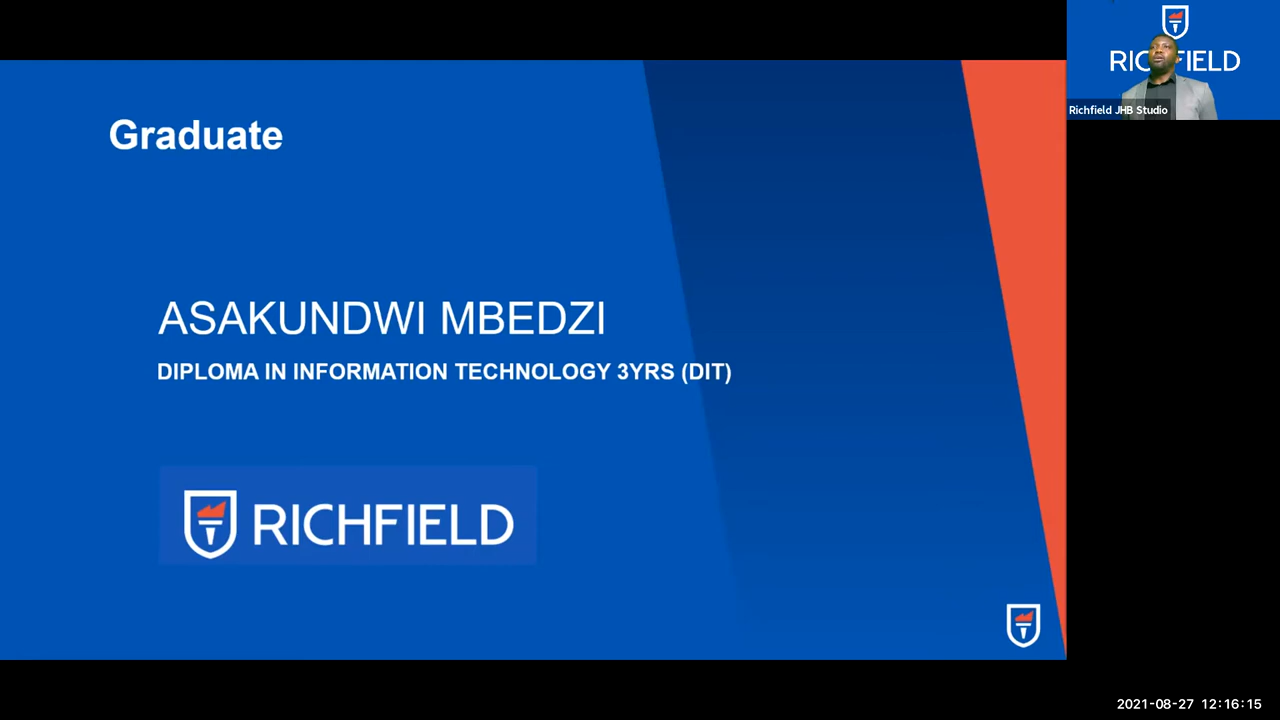 Graduate
ASAKUNDWI MBEDZI
DIPLOMA IN INFORMATION TECHNOLOGY 3YRS (DIT)
RICHFIELD
RICHFIELD
Richfield JHB Studio
2021-08-27 12:16:15